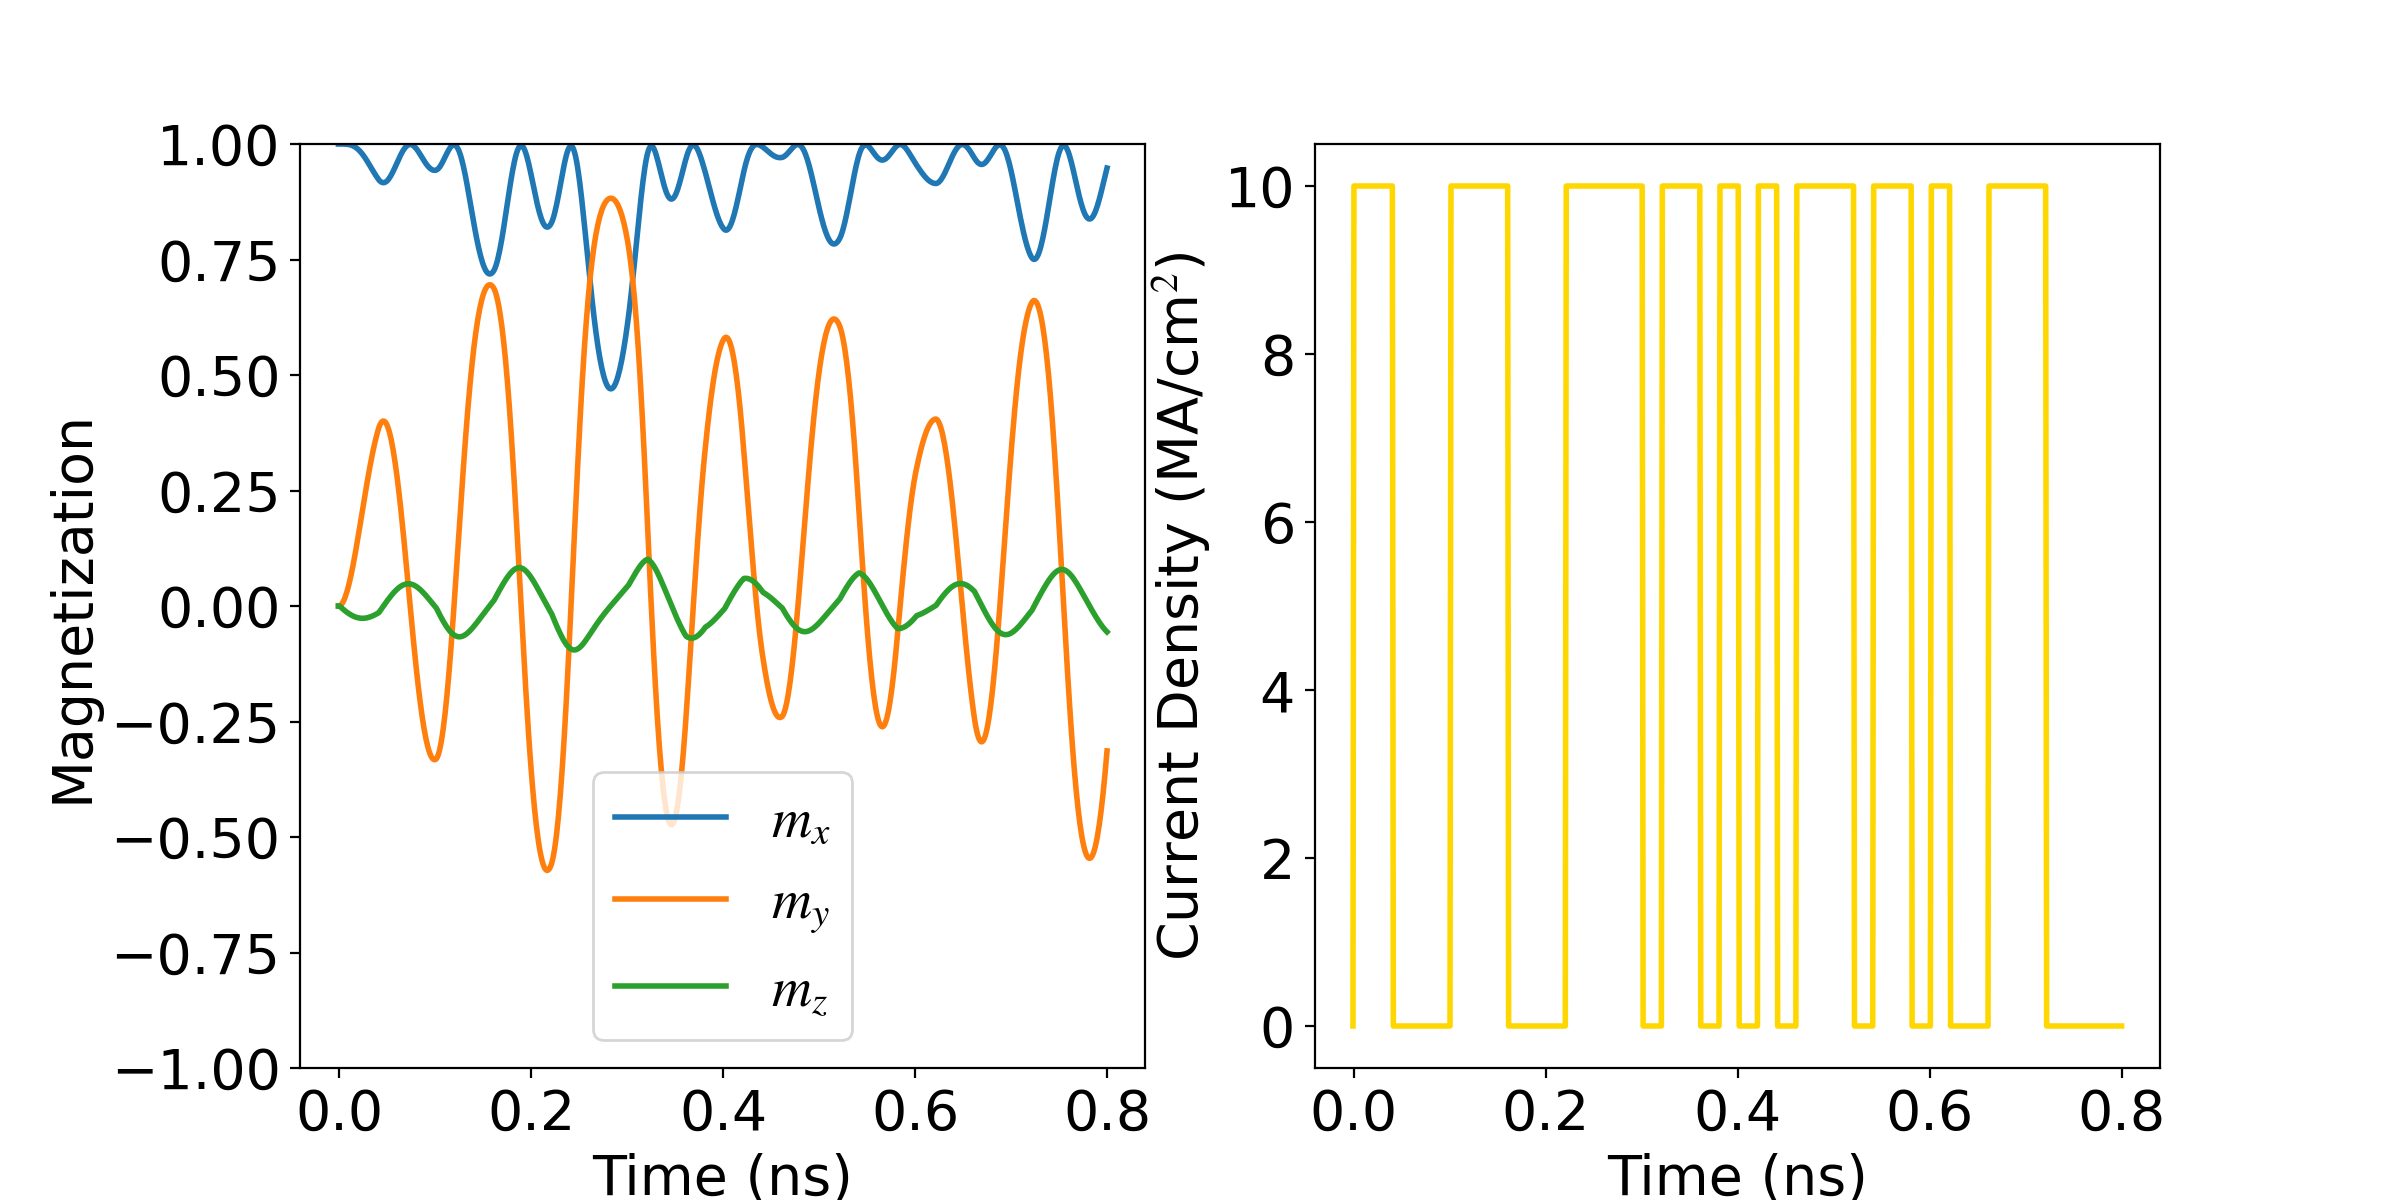 Magnetization
1.00
0.75
0.50
0.25
0.00
−0.25
−0.50
−0.75
−1.00
0.0 0.2 0.4 0.6 0.8
Time (ns)
m_x
m_y
m_z
Current Density (MA/cm²)
10
8
6
4
2
0
0.0 0.2 0.4 0.6 0.8
Time (ns)